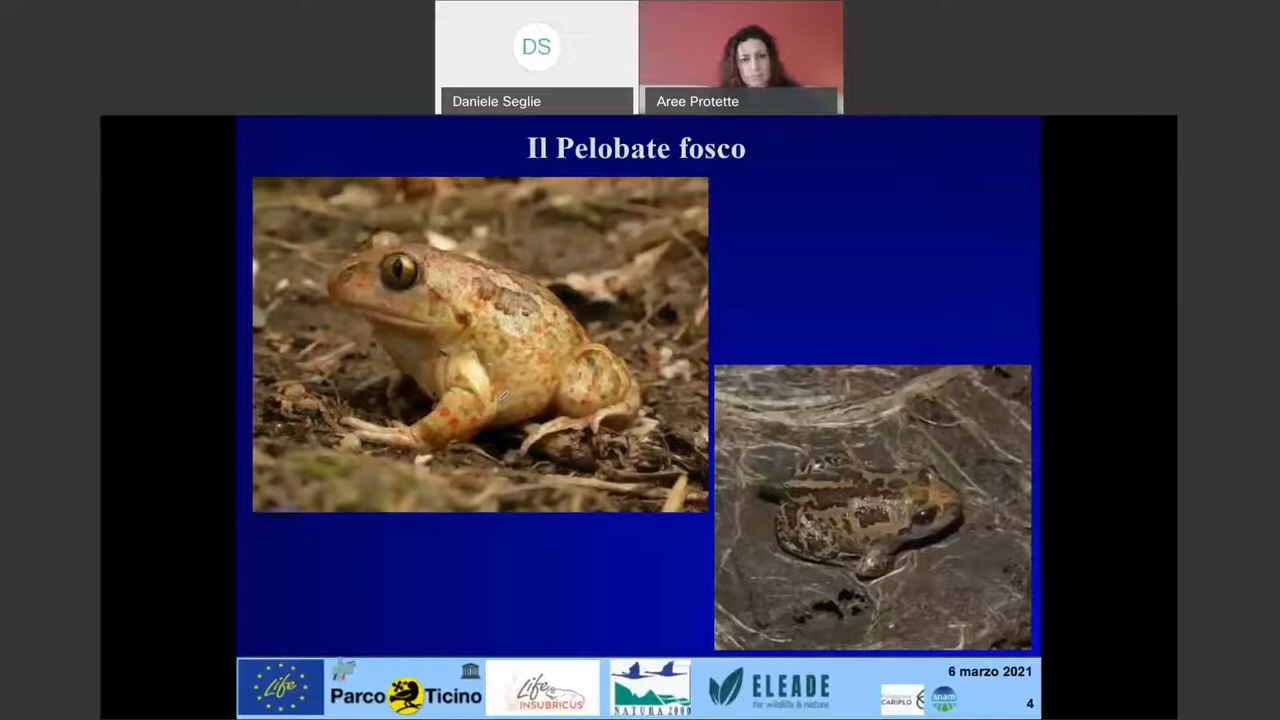 DS
Daniele Seglie
Aree Protette
Il Pelobate fosco
Life
Parco Ticino
Life
INSUBRICUS
NATURA 2000
ELEADE
for wildlife & nature
CARIPLO
snam
6 marzo 2021
4